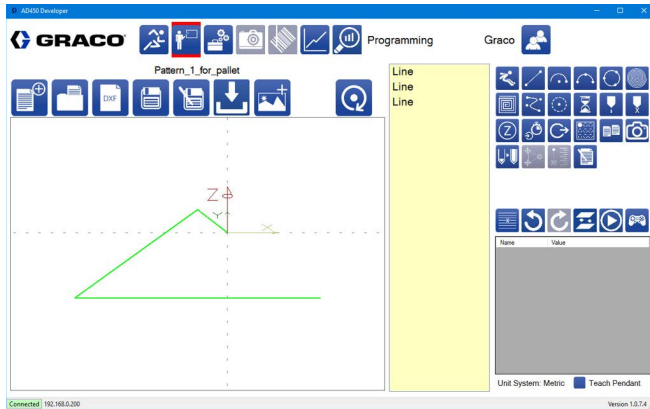 AD450 Developer
GRACO
Programming
Graco
Pattern_1_for_pallet
DXF
Line
Line
Line
Z
Y
X
Z
Name Value
Unit System: Metric Teach Pendant
Connected 192.168.0.200
Version 1.0.7.4